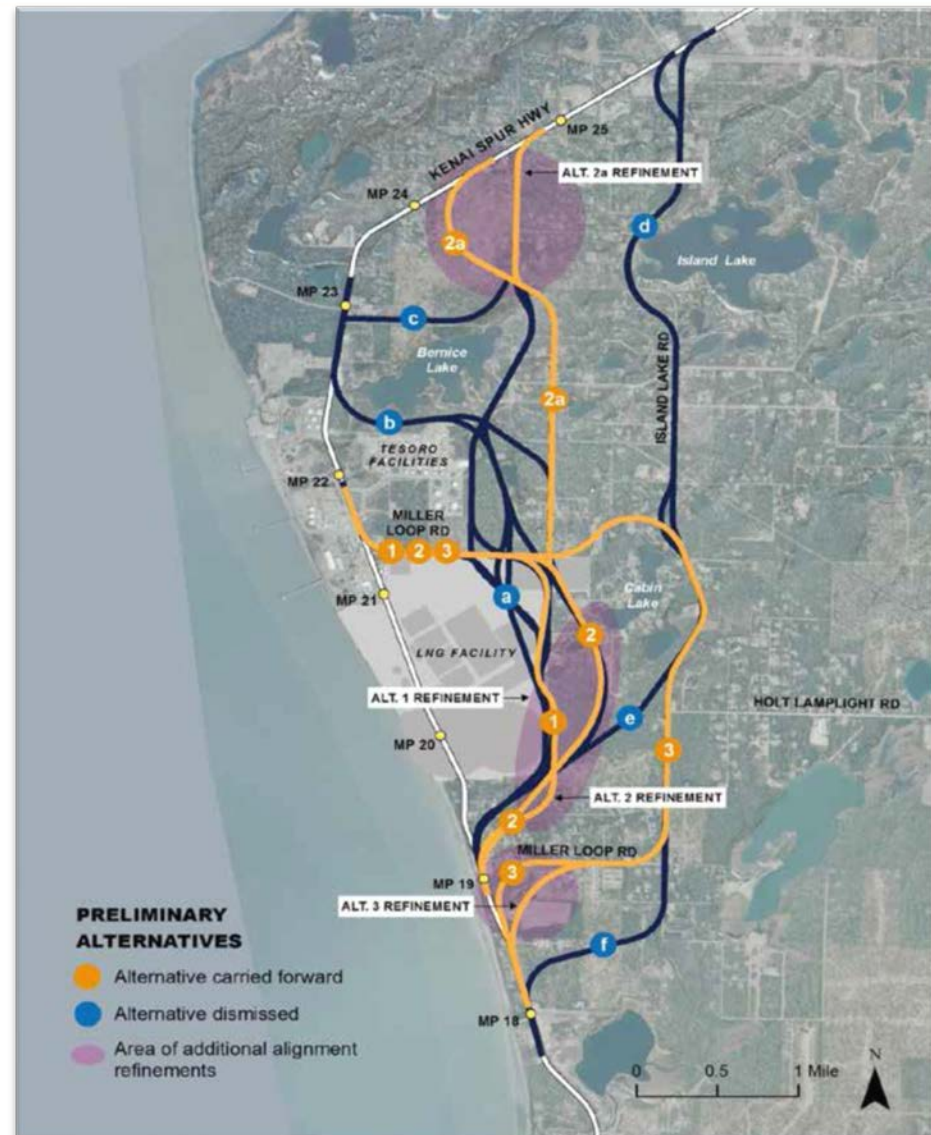 MP 25
KENAI SPUR HWY
ALT. 2a REFINEMENT
MP 24
2a
d
Island Lake
MP 23
c
Bernice
Lake
ISLAND LAKE RD
2a
b
TESORO
FACILITIES
MP 22
MILLER
LOOP RD
1 2 3
MP 21
a
Cabin
Lake
2
LNG FACILITY
ALT. 1 REFINEMENT
HOLT LAMPLIGHT RD
1
e
MP 20
3
ALT. 2 REFINEMENT
2
MILLER LOOP RD
3
MP 19
ALT. 3 REFINEMENT
PRELIMINARY
ALTERNATIVES
f
Alternative carried forward
Alternative dismissed
MP 18
Area of additional alignment
refinements
N
0 0.5 1 Mile